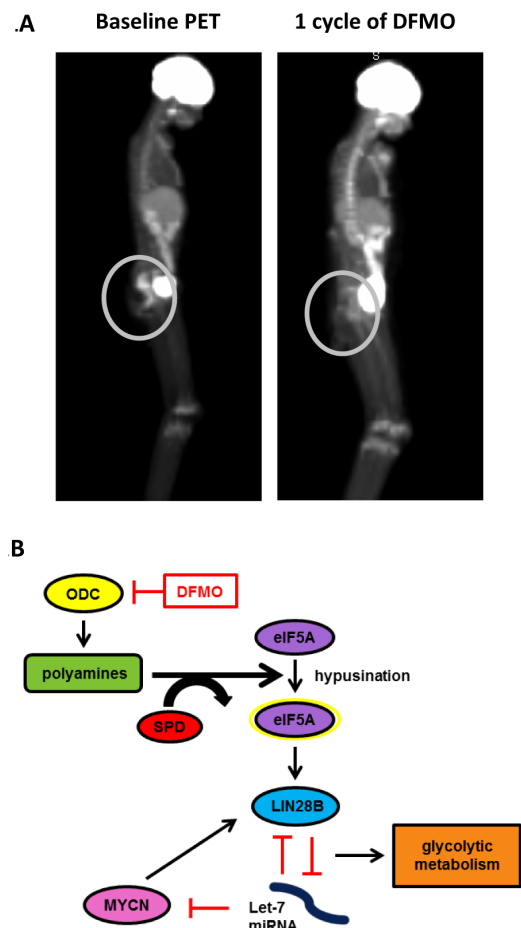 .A
Baseline PET
1 cycle of DFMO
S
B
ODC
DFMO
eIF5A
polyamines
hypusination
SPD
eIF5A
LIN28B
glycolytic
metabolism
MYCN
Let-7
miRNA